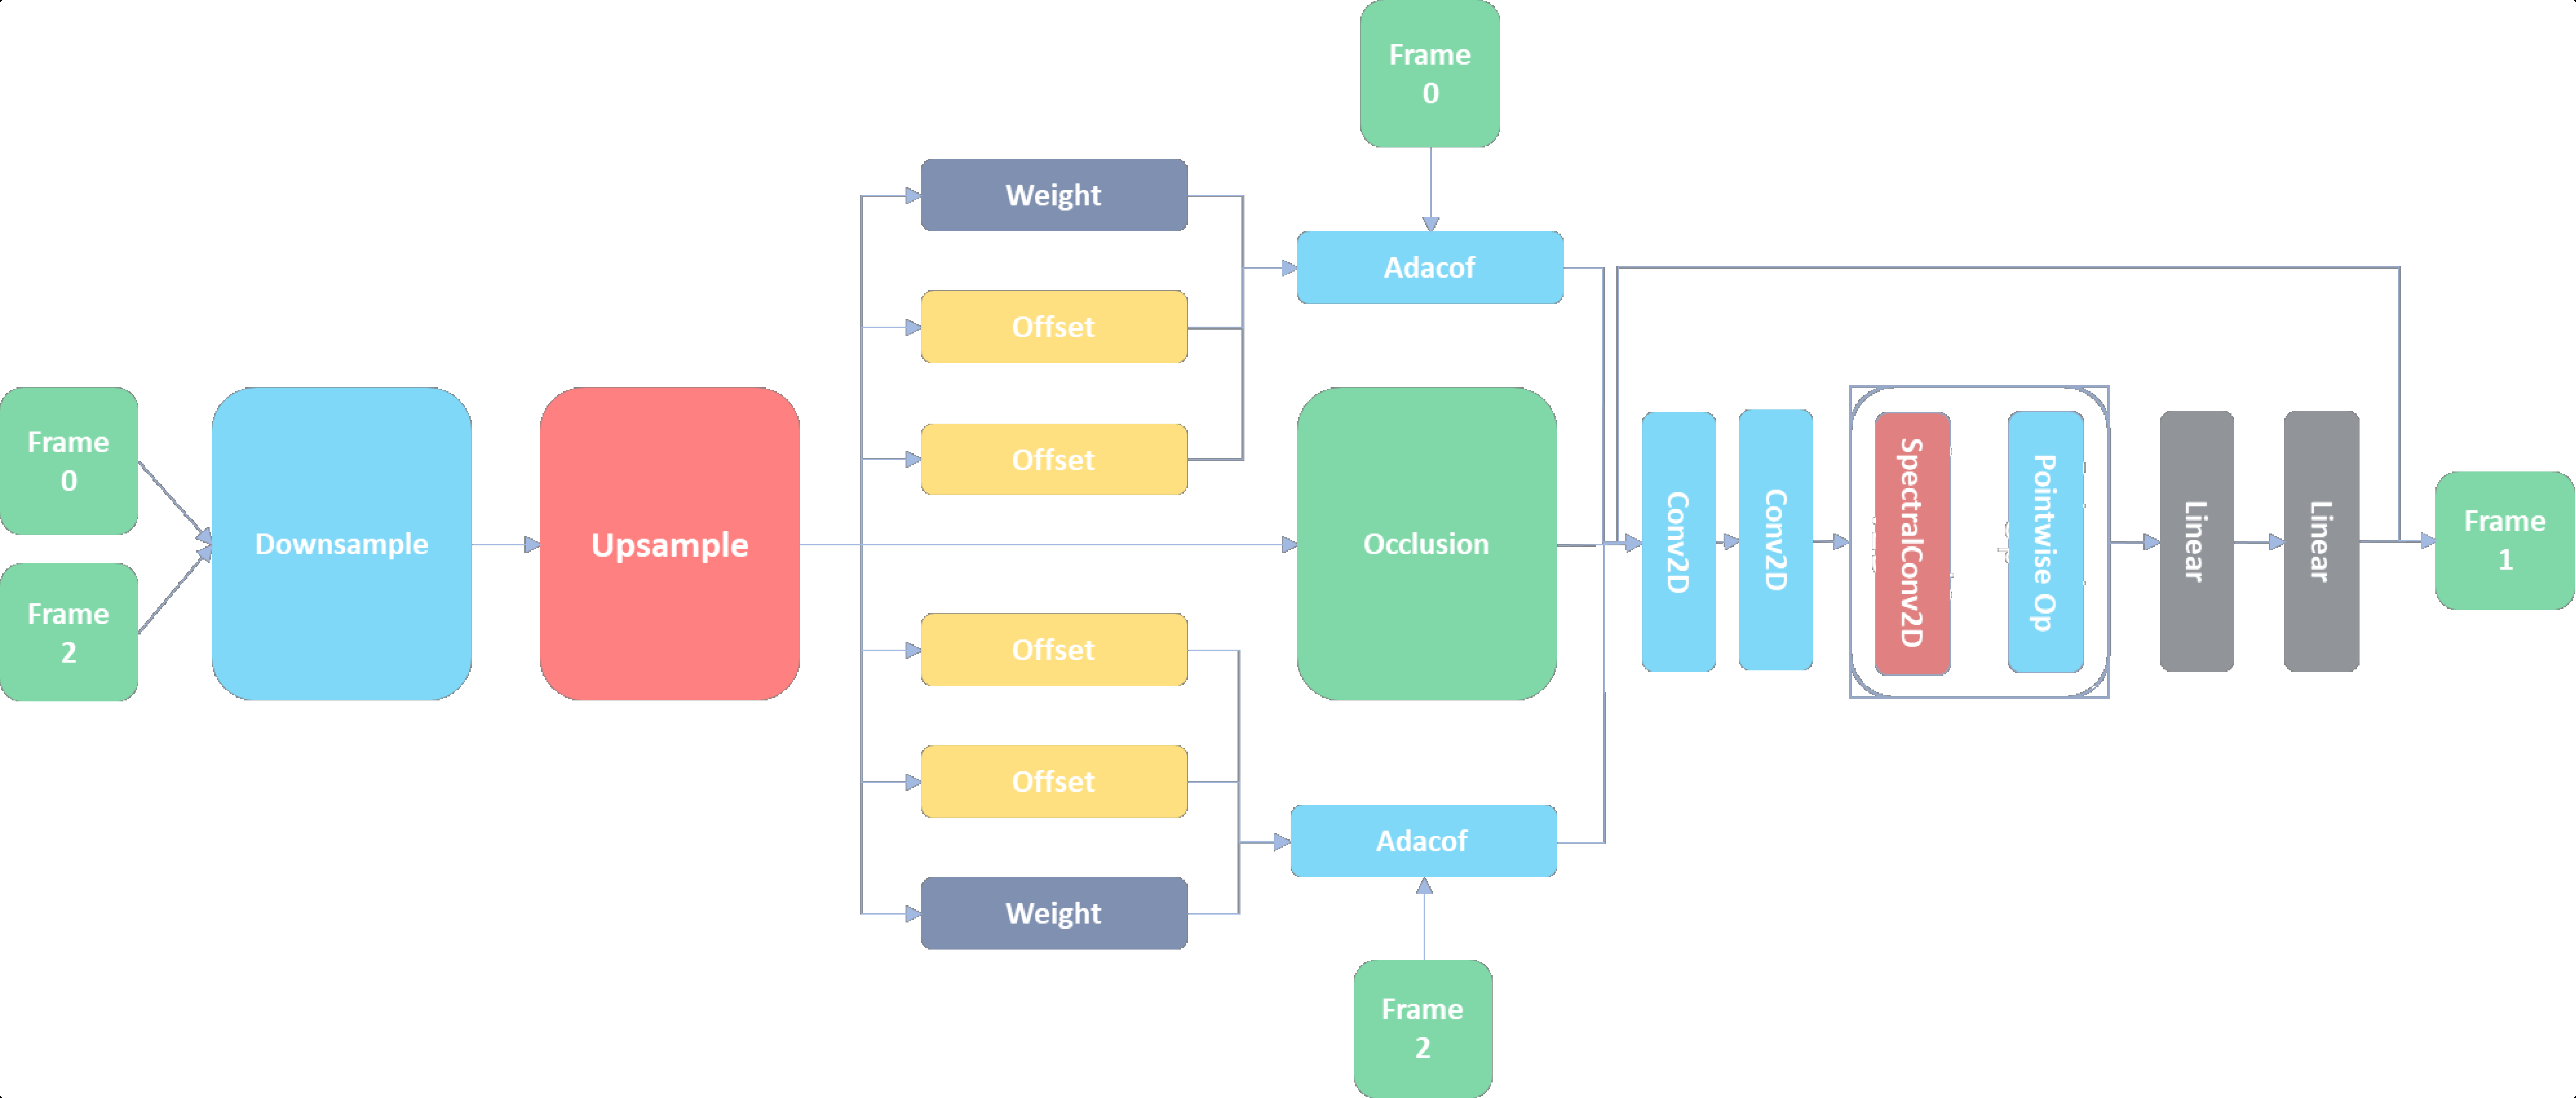 Frame
0
Frame
2
Downsample
Upsample
Weight
Offset
Offset
Offset
Offset
Weight
Frame
0
Adacof
Occlusion
Adacof
Frame
2
Conv2D
Conv2D
SpectralConv2D
Pointwise Op
Linear
Linear
Frame
1